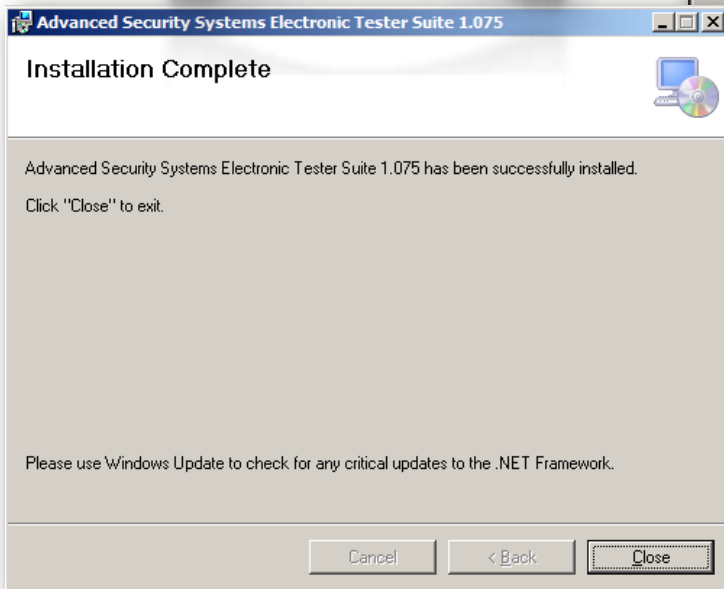 Advanced Security Systems Electronic Tester Suite 1.075
Installation Complete
Advanced Security Systems Electronic Tester Suite 1.075 has been successfully installed.
Click "Close" to exit.
Please use Windows Update to check for any critical updates to the .NET Framework.
Cancel
< Back
Close